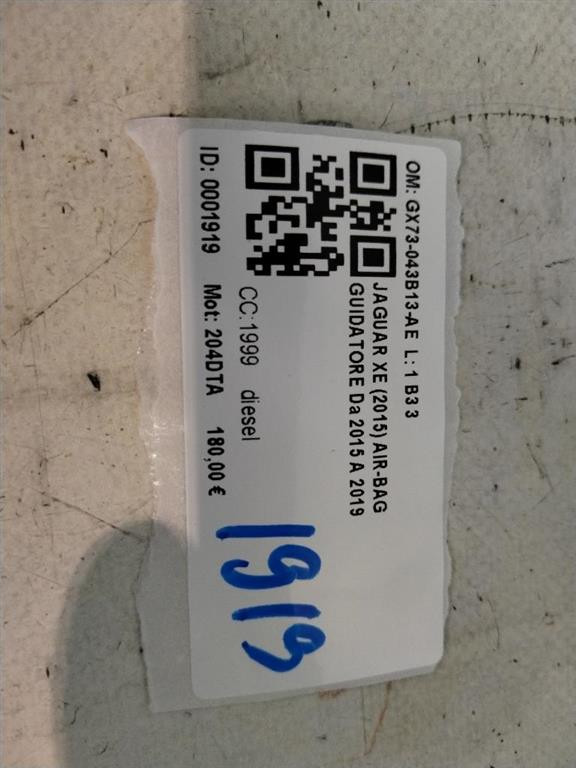 OM: GX73-043B13-AE L: 1 B33 3
JAGUAR XE (2015) AIR-BAG
GUIDATORE Da 2015 A 2019
CC:1999 diesel
ID: 0001919 Mot: 204DTA 180,00 €
1919